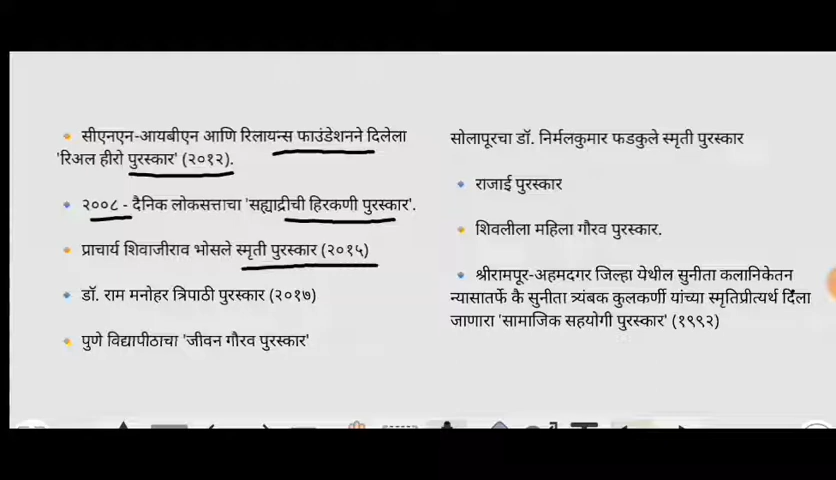 सीएनएन-आयबीएन आणि रिलायन्स फाउंडेशनने दिलेला
'रिअल हीरो पुरस्कार' (२०१२).
२००८ - दैनिक लोकसत्ताचा 'सह्याद्रीची हिरकणी पुरस्कार'.
प्राचार्य शिवाजीराव भोसले स्मृती पुरस्कार (२०१५)
डॉ. राम मनोहर त्रिपाठी पुरस्कार (२०१७)
पुणे विद्यापीठाचा 'जीवन गौरव पुरस्कार'
सोलापूरचा डॉ. निर्मलकुमार फडकुले स्मृती पुरस्कार
राजाई पुरस्कार
शिवलीला महिला गौरव पुरस्कार.
श्रीरामपूर-अहमदगर जिल्हा येथील सुनीता कलानिकेतन
न्यासातर्फे कै सुनीता त्र्यंबक कुलकर्णी यांच्या स्मृतिप्रीत्यर्थ दिला
जाणारा 'सामाजिक सहयोगी पुरस्कार' (१९९२)